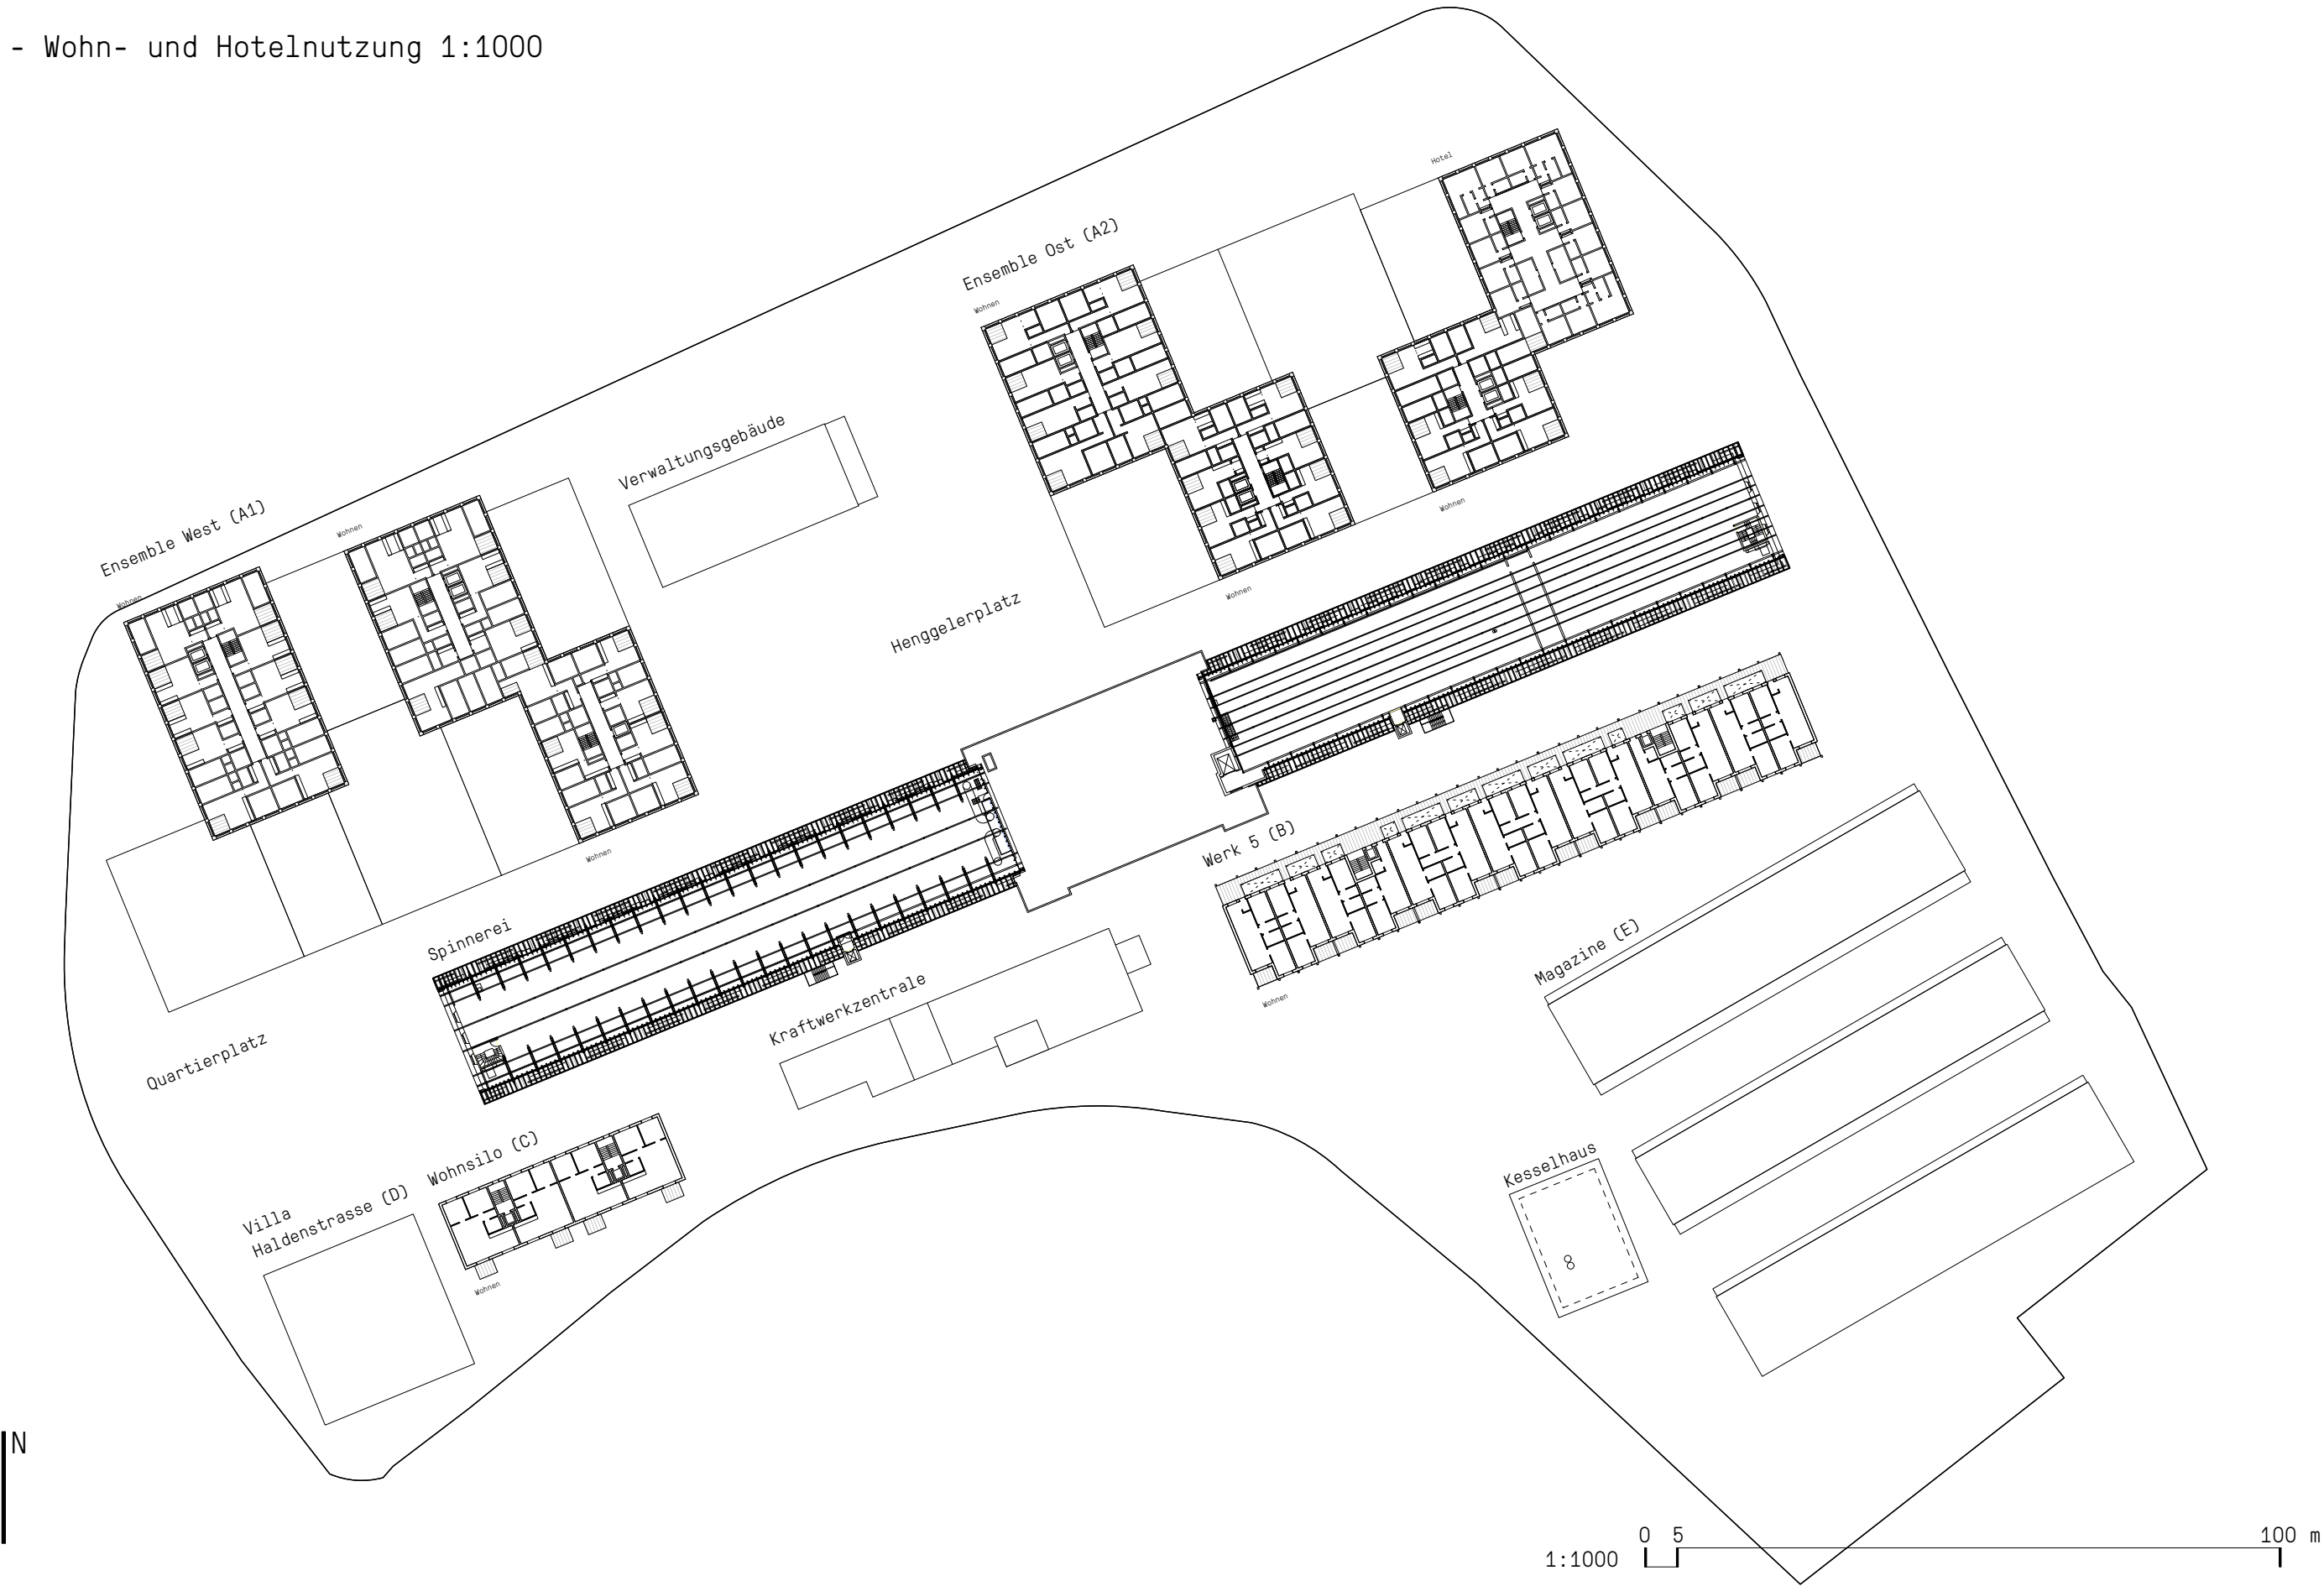 - Wohn- und Hotelnutzung 1:1000
Hotel
Ensemble Ost (A2)
Wohnen
Verwaltungsgebäude
Ensemble West (A1)
Wohnen
Wohnen
Wohnen
Wohnen
Henggelerplatz
Wohnen
Werk 5 (B)
Spinnerei
Magazine (E)
Kraftwerkzentrale
Wohnen
Quartierplatz
Wohnsilo (C)
Kesselhaus
Villa
Haldenstrasse (D)
Wohnen
N
0 5 100 m
1:1000